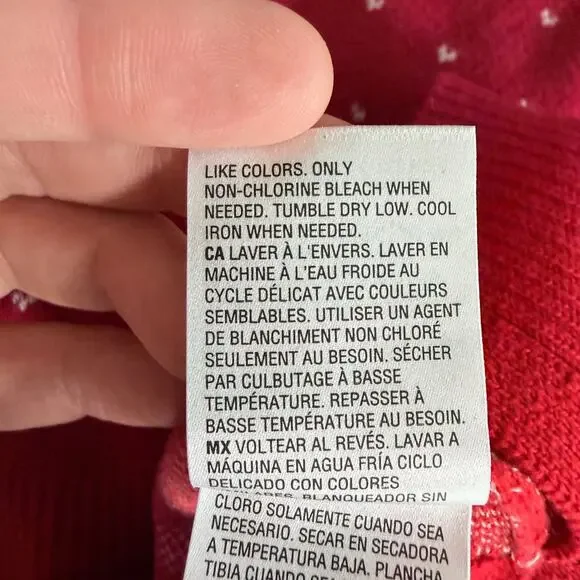 LIKE COLORS. ONLY
NON-CHLORINE BLEACH WHEN
NEEDED. TUMBLE DRY LOW. COOL
IRON WHEN NEEDED.
CA LAVER À L'ENVERS. LAVER EN
MACHINE À L'EAU FROIDE AU
CYCLE DÉLICAT AVEC COULEURS
SEMBLABLES. UTILISER UN AGENT
DE BLANCHIMENT NON CHLORÉ
SEULEMENT AU BESOIN. SÉCHER
PAR CULBUTAGE À BASSE
TEMPÉRATURE. REPASSER À
BASSE TEMPÉRATURE AU BESOIN.
MX VOLTEAR AL REVÉS. LAVAR A
MÁQUINA EN AGUA FRÍA CICLO
DELICADO CON COLORES
BLANQUEADOR SIN
CLORO SOLAMENTE CUANDO SEA
NECESARIO. SECAR EN SECADORA
A TEMPERATURA BAJA. PLANCHA
TIBIA CUANDO